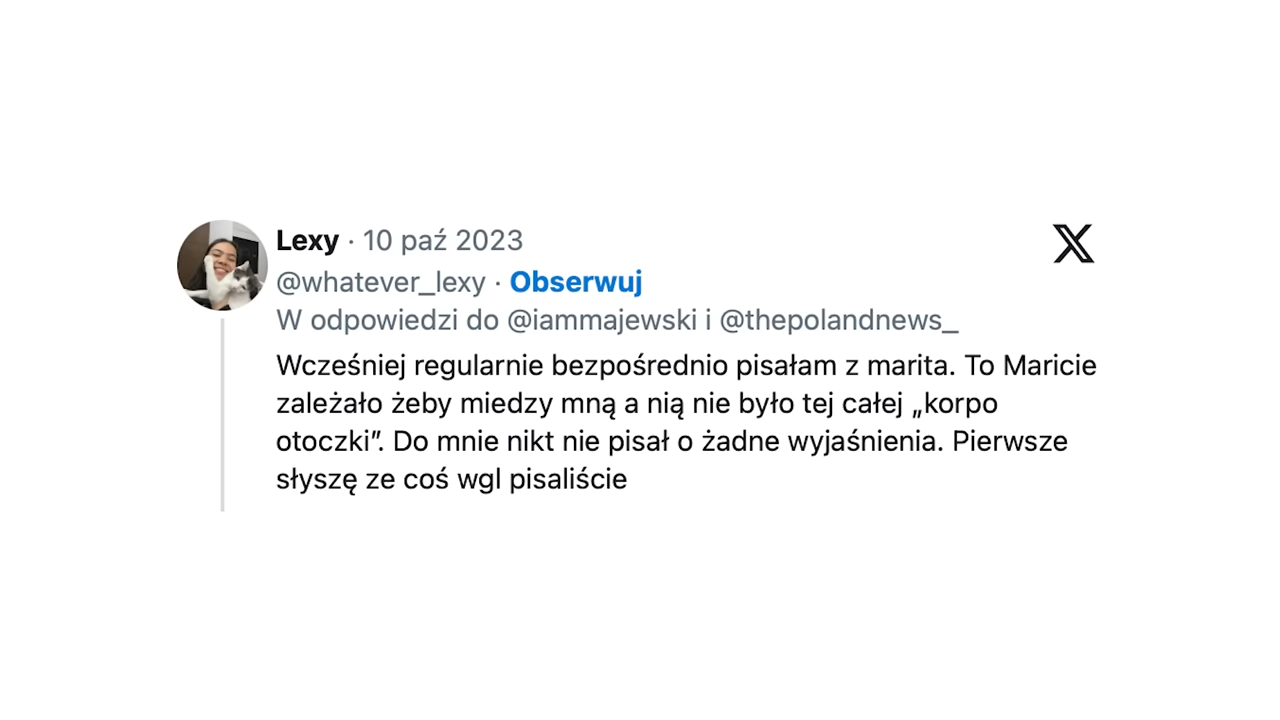 Lexy · 10 paź 2023
@whatever_lexy · Obserwuj
W odpowiedzi do @iammajewski i @thepolandnews_
Wcześniej regularnie bezpośrednio pisałam z marita. To Maricie
zależało żeby miedzy mną a nią nie było tej całej „korpo
otoczki”. Do mnie nikt nie pisał o żadne wyjaśnienia. Pierwsze
słyszę ze coś wgl pisaliście